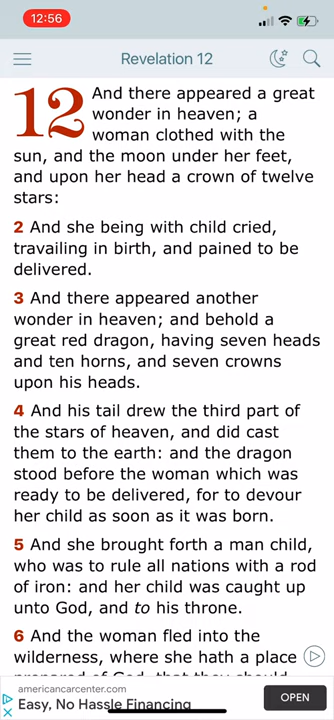 12:56
Revelation 12
12 And there appeared a great
wonder in heaven; a
woman clothed with the
sun, and the moon under her feet,
and upon her head a crown of twelve
stars:
2 And she being with child cried,
travailing in birth, and pained to be
delivered.
3 And there appeared another
wonder in heaven; and behold a
great red dragon, having seven heads
and ten horns, and seven crowns
upon his heads.
4 And his tail drew the third part of
the stars of heaven, and did cast
them to the earth: and the dragon
stood before the woman which was
ready to be delivered, for to devour
her child as soon as it was born.
5 And she brought forth a man child,
who was to rule all nations with a rod
of iron: and her child was caught up
unto God, and to his throne.
6 And the woman fled into the
wilderness, where she hath a place
prepared of God, that they should
americancarcenter.com
Easy, No Hassle Financing
OPEN